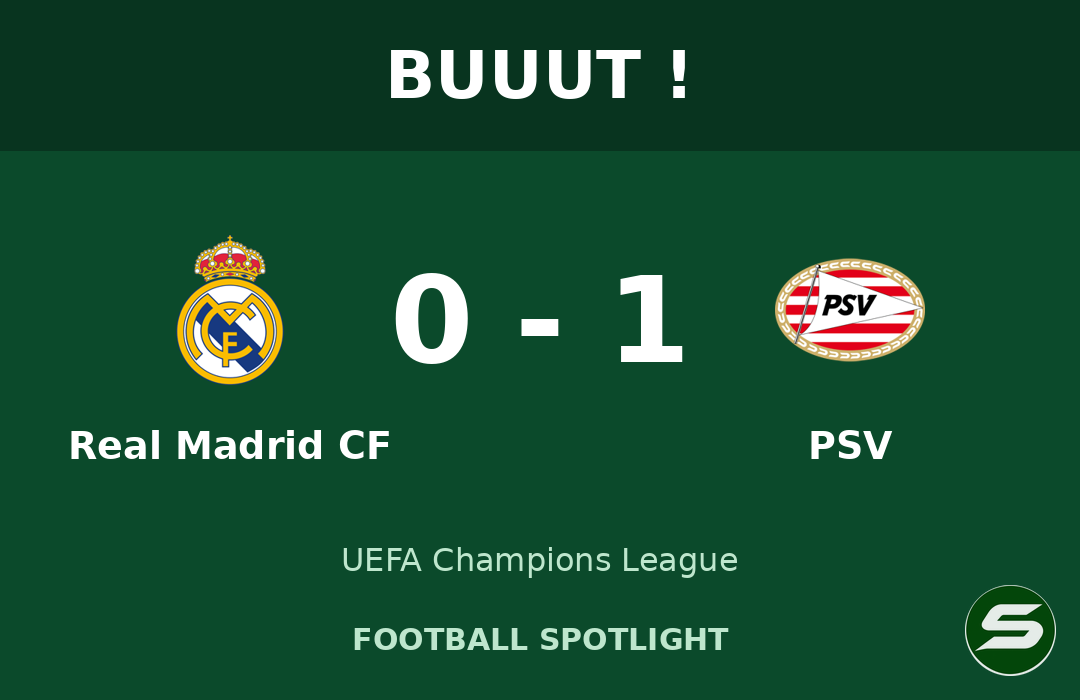 BUUUT !
0 - 1
PSV
Real Madrid CF
PSV
UEFA Champions League
FOOTBALL SPOTLIGHT
S